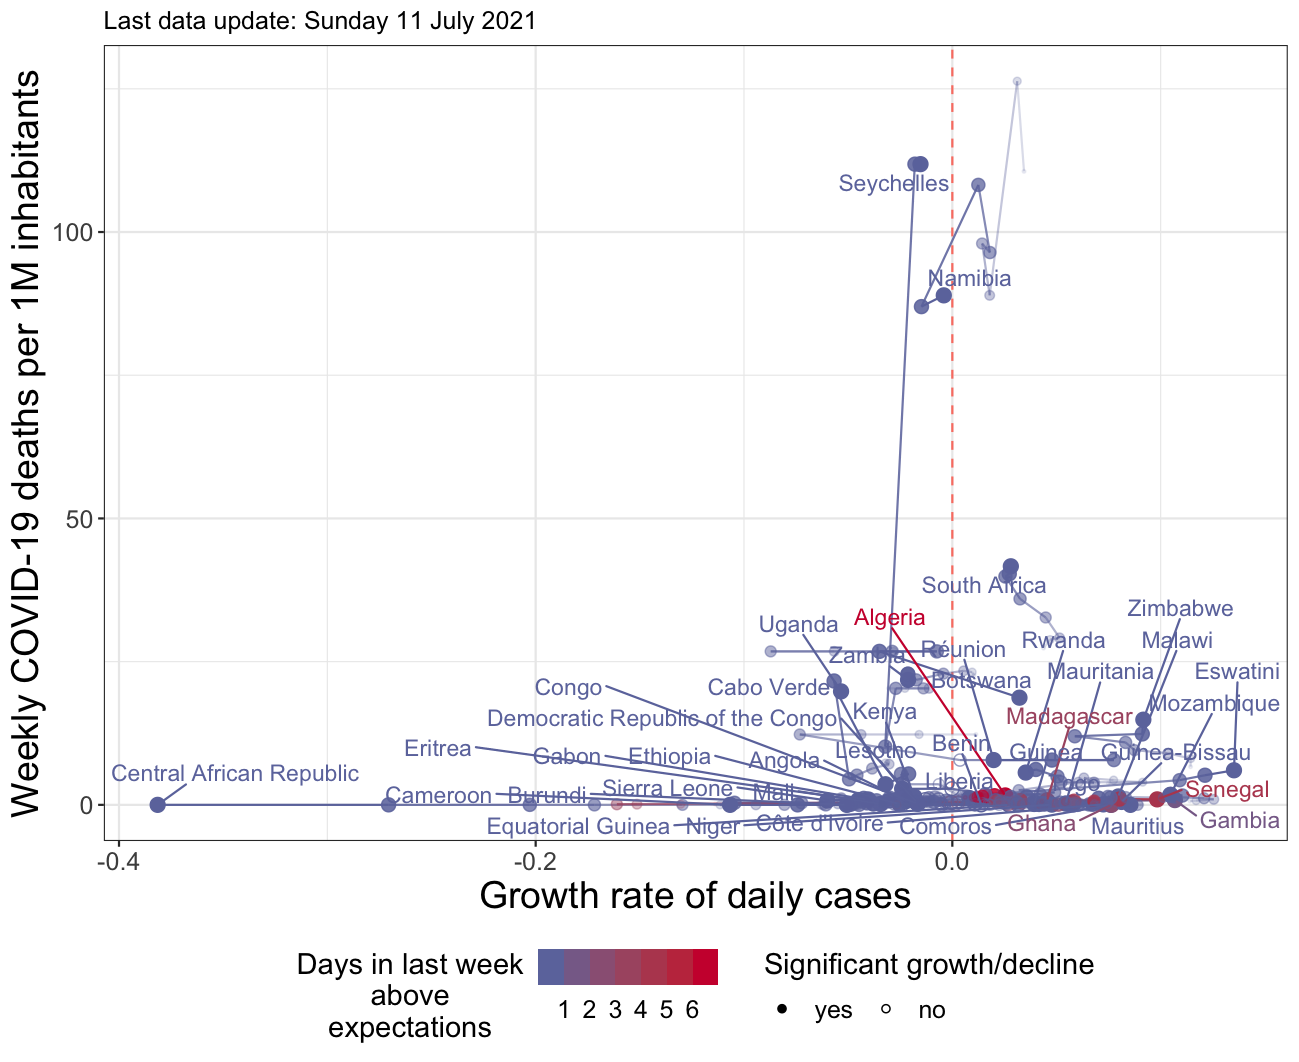 Last data update: Sunday 11 July 2021
Weekly COVID-19 deaths per 1M inhabitants
100
50
0
Seychelles
Namibia
South Africa
Zimbabwe
Algeria
Uganda
Rwanda
Malawi
Réunion
Zambia
Mauritania
Eswatini
Botswana
Congo
Cabo Verde
Mozambique
Kenya
Madagascar
Democratic Republic of the Congo
Benin
Eritrea
Lesotho
Guinea
Guinea-Bissau
Gabon
Ethiopia
Angola
Central African Republic
Liberia
Togo
Sierra Leone
Mali
Senegal
Cameroon
Burundi
Gambia
Equatorial Guinea
Niger
Côte d'Ivoire
Comoros
Ghana
Mauritius
-0.4
-0.2
0.0
Growth rate of daily cases
Days in last week
above
expectations
1 2 3 4 5 6
Significant growth/decline
yes
no